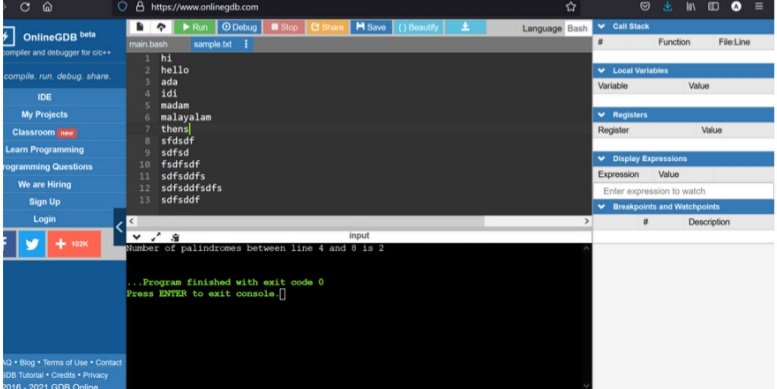 https://www.onlinegdb.com
OnlineGDB beta
compiler and debugger for c/c++
compile. run. debug. share.
IDE
My Projects
Classroom new
Learn Programming
Programming Questions
We are Hiring
Sign Up
Login
+ 102K
AQ • Blog • Terms of Use • Contact
GDB Tutorial • Credits • Privacy
2016 - 2021 GDB Online
Run Debug Stop Share Save { } Beautify Language Bash
main.bash sample.txt
1 hi
2 hello
3 ada
4 idi
5 madam
6 malayalam
7 thens
8 sfdsdf
9 sdfsd
10 fsdfsdf
11 sdfsddfs
12 sdfsddfsdfs
13 sdfsddf
input
Number of palindromes between line 4 and 8 is 2
...Program finished with exit code 0
Press ENTER to exit console.
Call Stack
# Function File:Line
Local Variables
Variable Value
Registers
Register Value
Display Expressions
Expression Value
Enter expression to watch
Breakpoints and Watchpoints
# Description